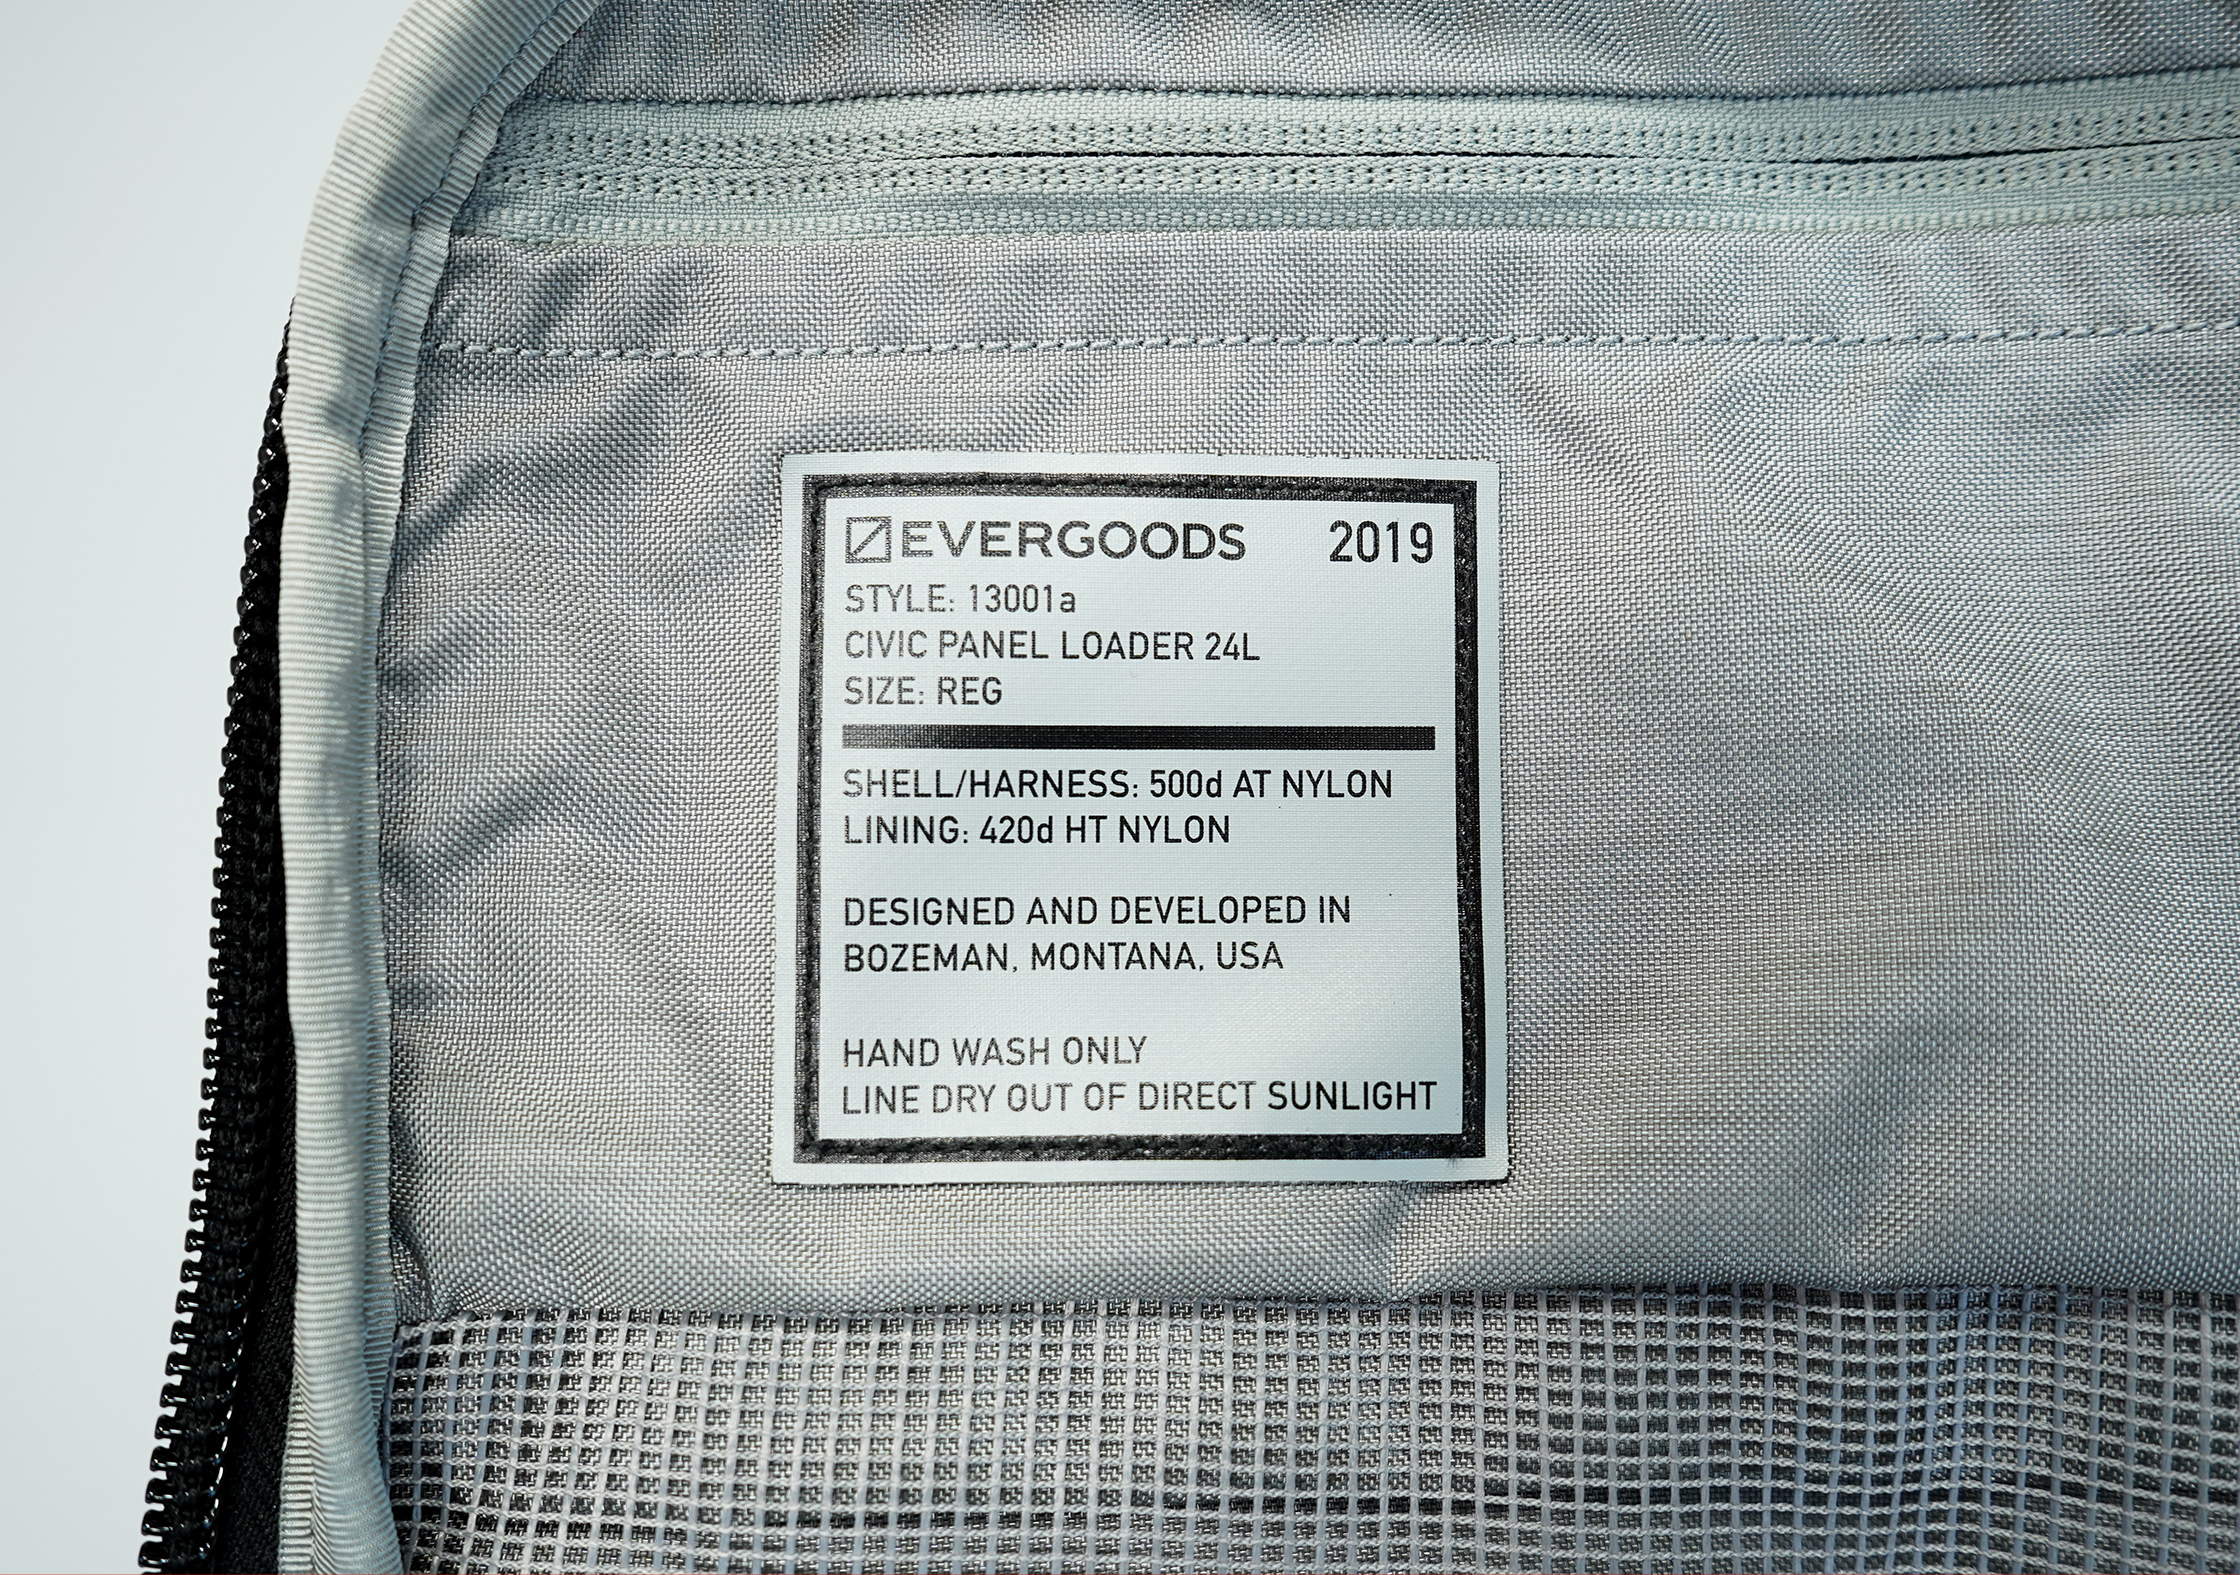 EVERGOODS 2019
STYLE: 13001a
CIVIC PANEL LOADER 24L
SIZE: REG
SHELL/HARNESS: 500d AT NYLON
LINING: 420d HT NYLON
DESIGNED AND DEVELOPED IN
BOZEMAN, MONTANA, USA
HAND WASH ONLY
LINE DRY OUT OF DIRECT SUNLIGHT